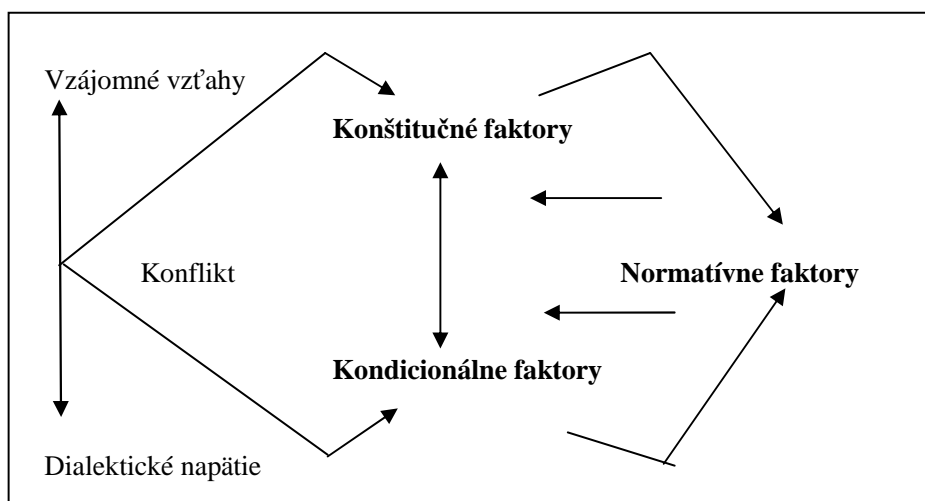 Vzájomné vzťahy
Konštitučné faktory
Konflikt
Normatívne faktory
Kondicionálne faktory
Dialektické napätie